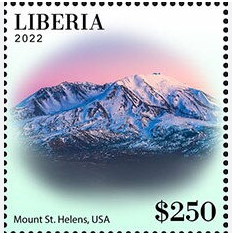 LIBERIA
2022
Mount St. Helens, USA
$250